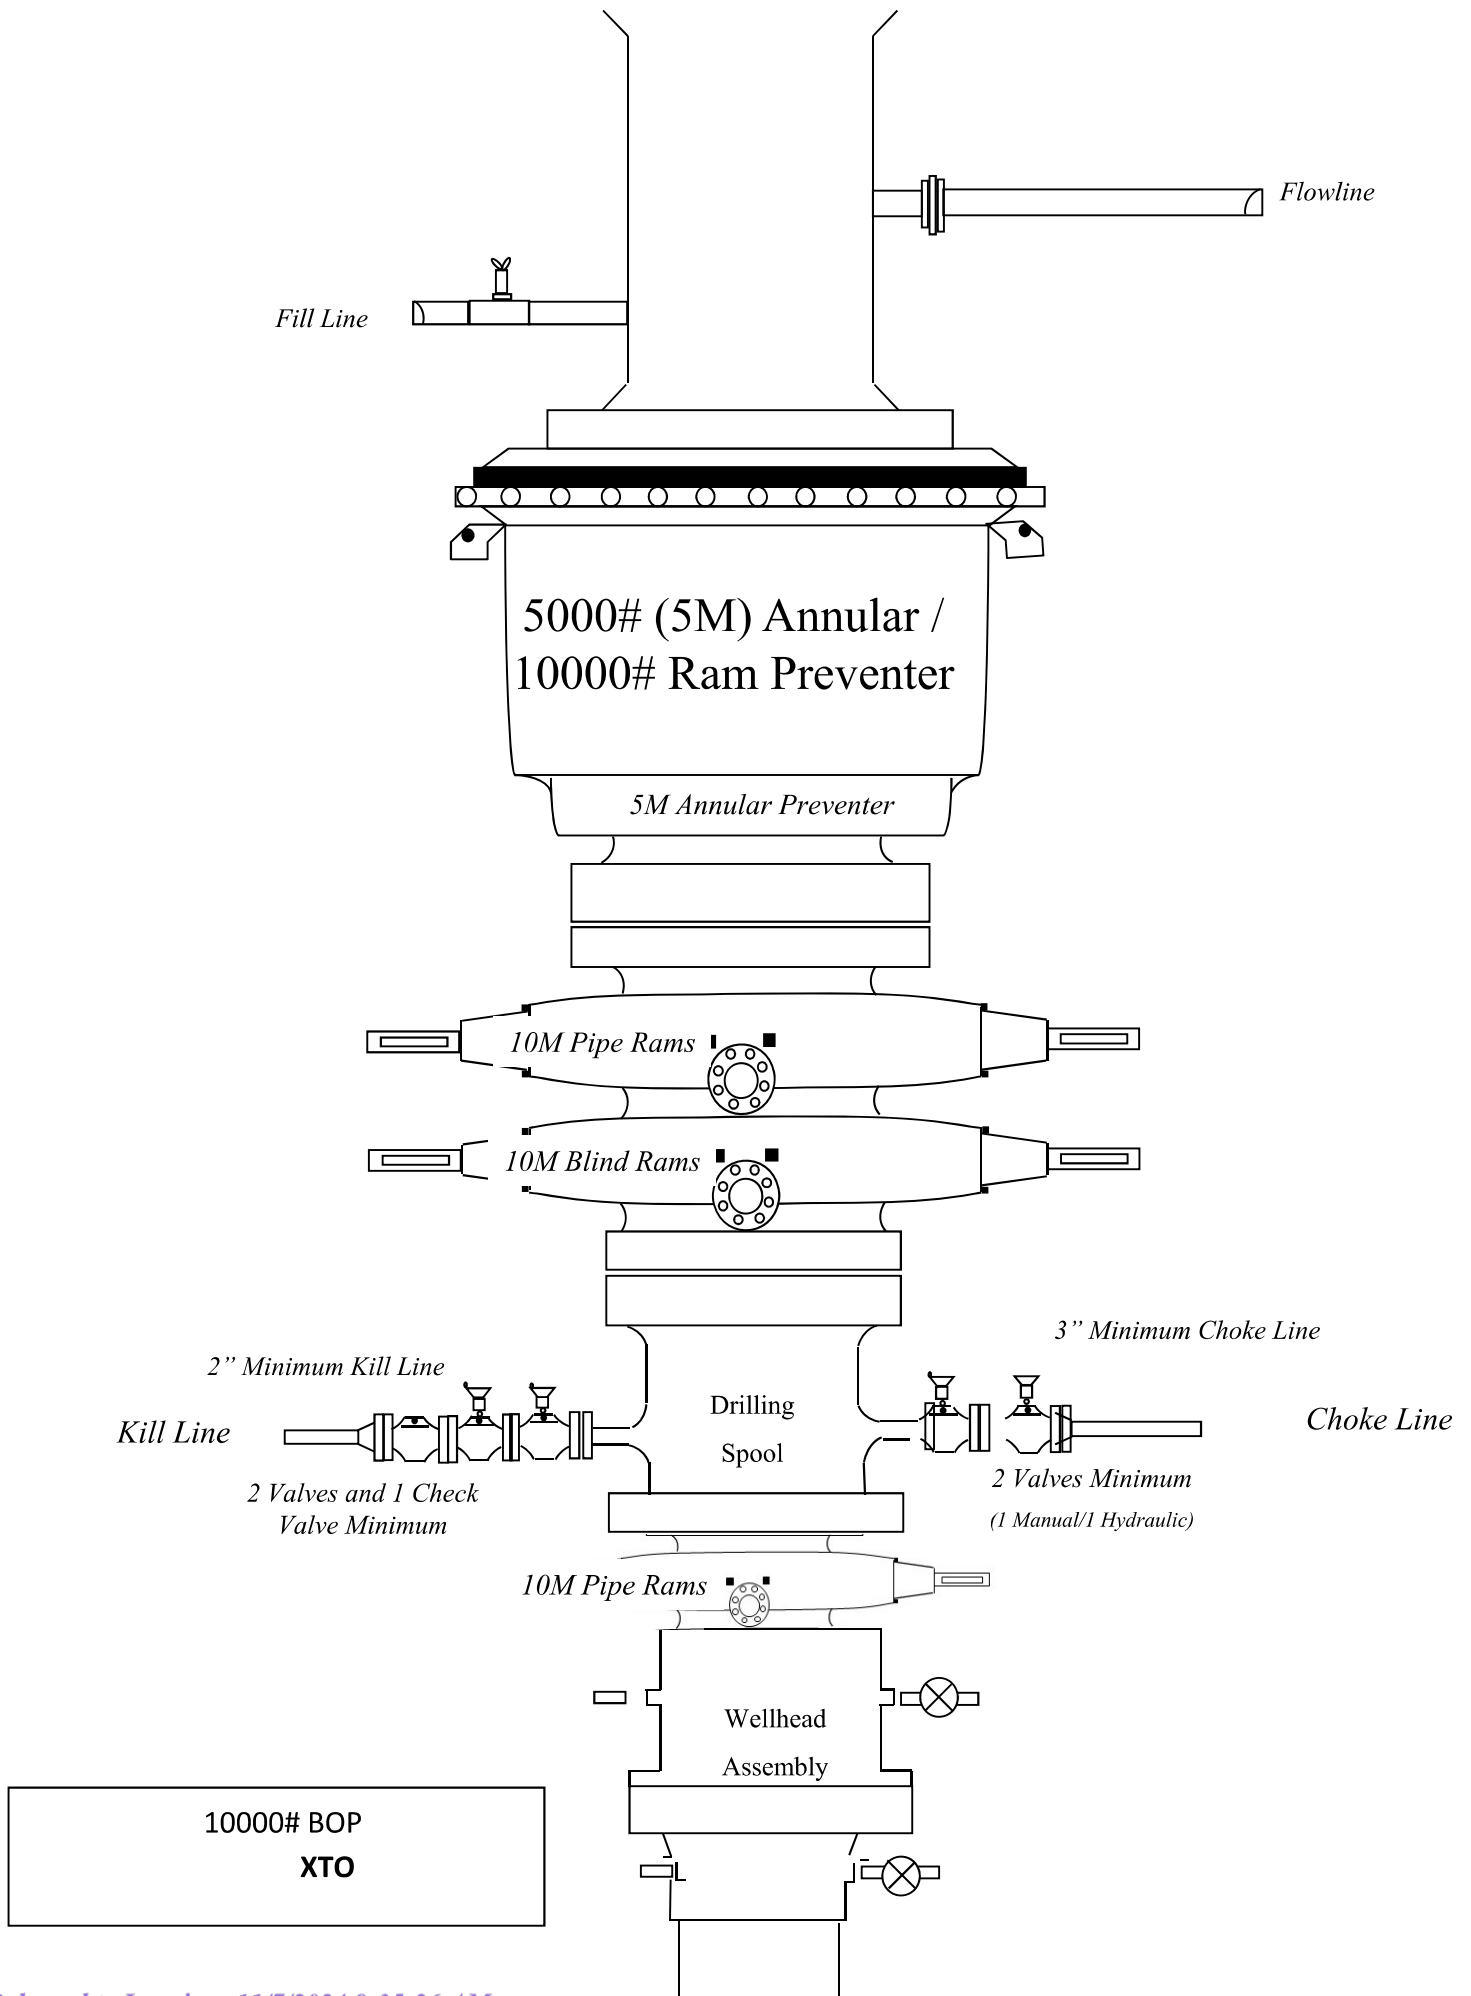 Flowline
Fill Line
5000# (5M) Annular /
10000# Ram Preventer
5M Annular Preventer
10M Pipe Rams
10M Blind Rams
3” Minimum Choke Line
2” Minimum Kill Line
Drilling
Spool
Kill Line
Choke Line
2 Valves and 1 Check
Valve Minimum
2 Valves Minimum
(1 Manual/1 Hydraulic)
10M Pipe Rams
Wellhead
Assembly
10000# BOP
XTO